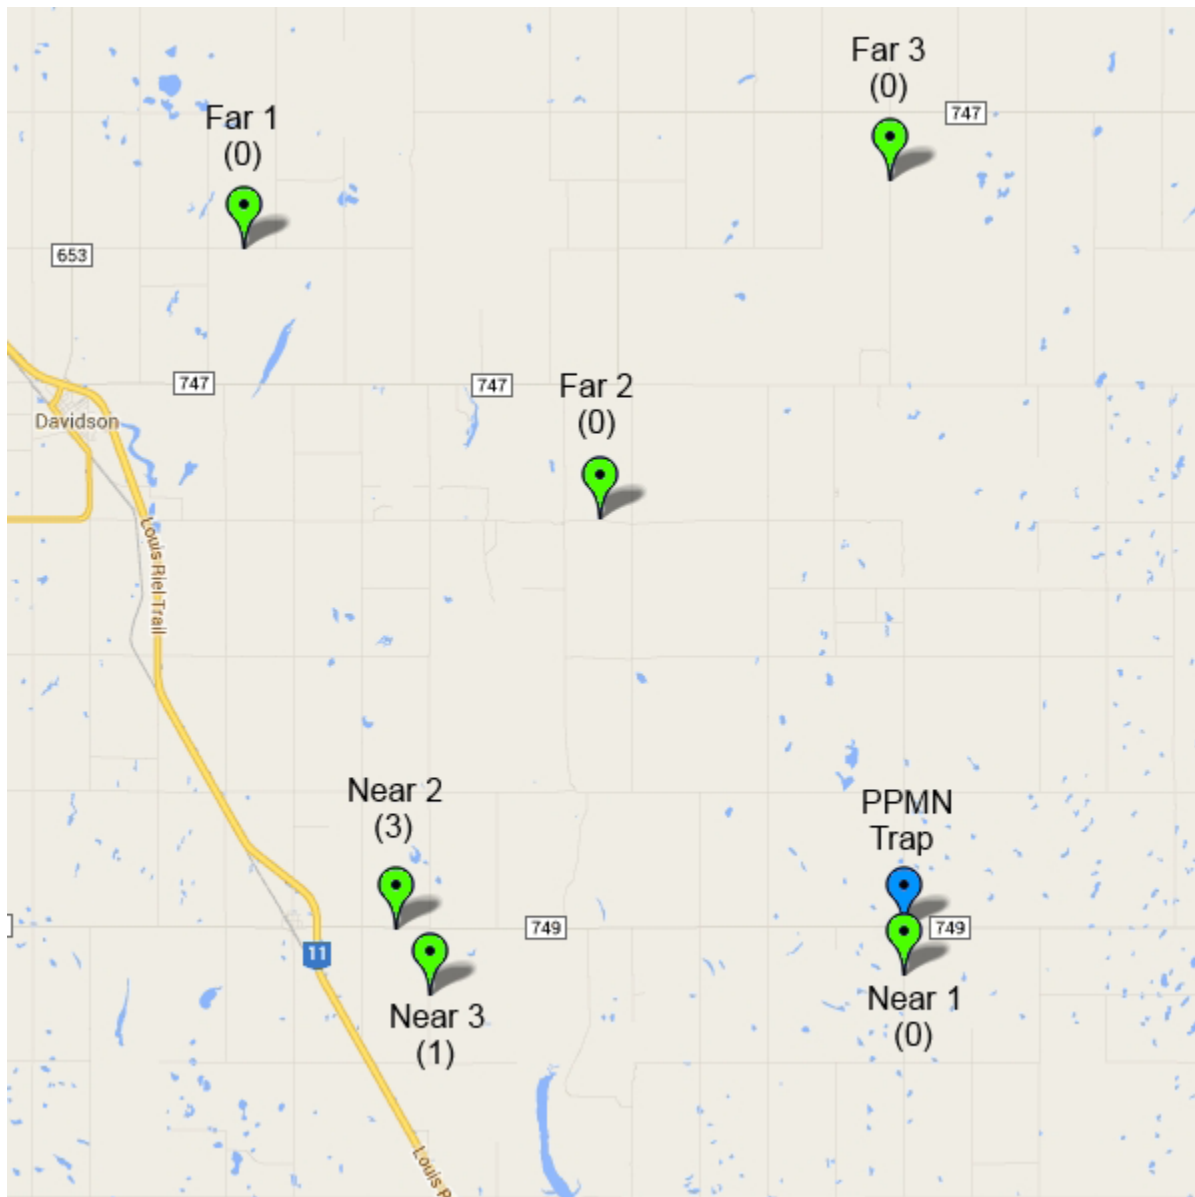 Far 3
(0)
747
Far 1
(0)
653
747
747
Far 2
(0)
Davidson
Louis Riel Trail
Near 2
(3)
PPMN
Trap
749
749
11
Near 3
(1)
Near 1
(0)
Louis R